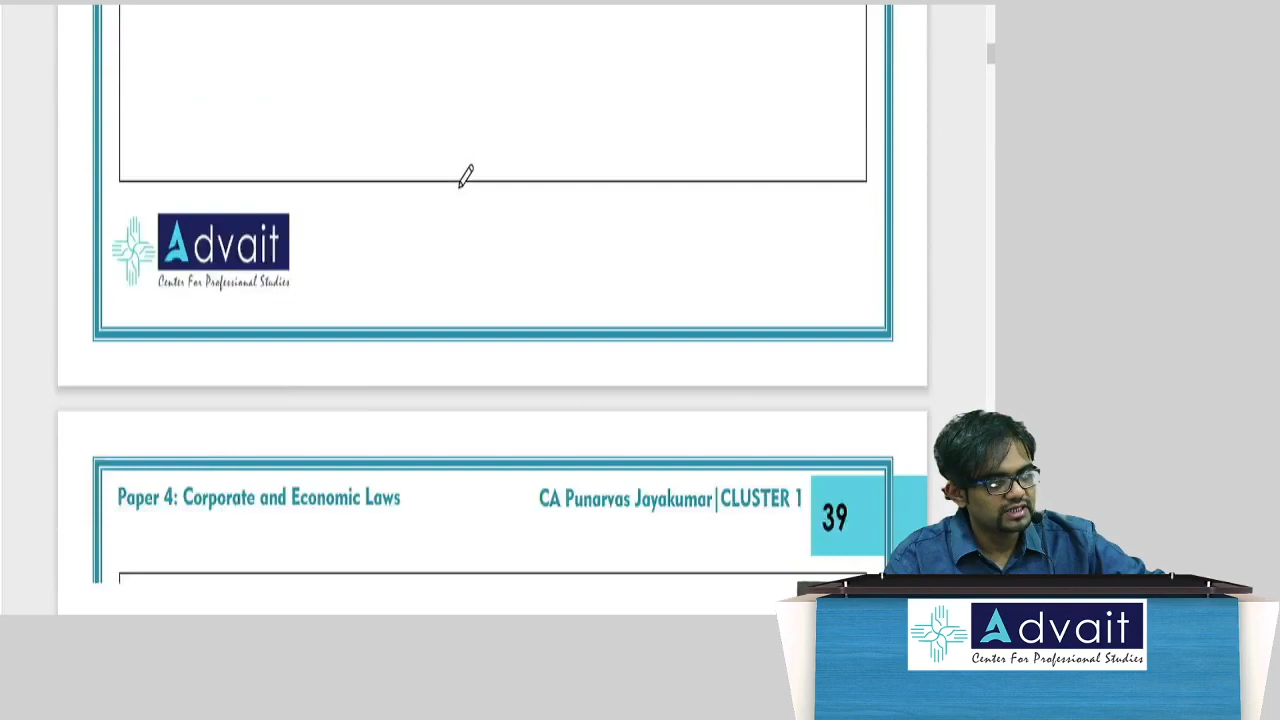 Advait
Center For Professional Studies
Paper 4: Corporate and Economic Laws
CA Punarvas Jayakumar|CLUSTER 1
39
Advait
Center For Professional Studies